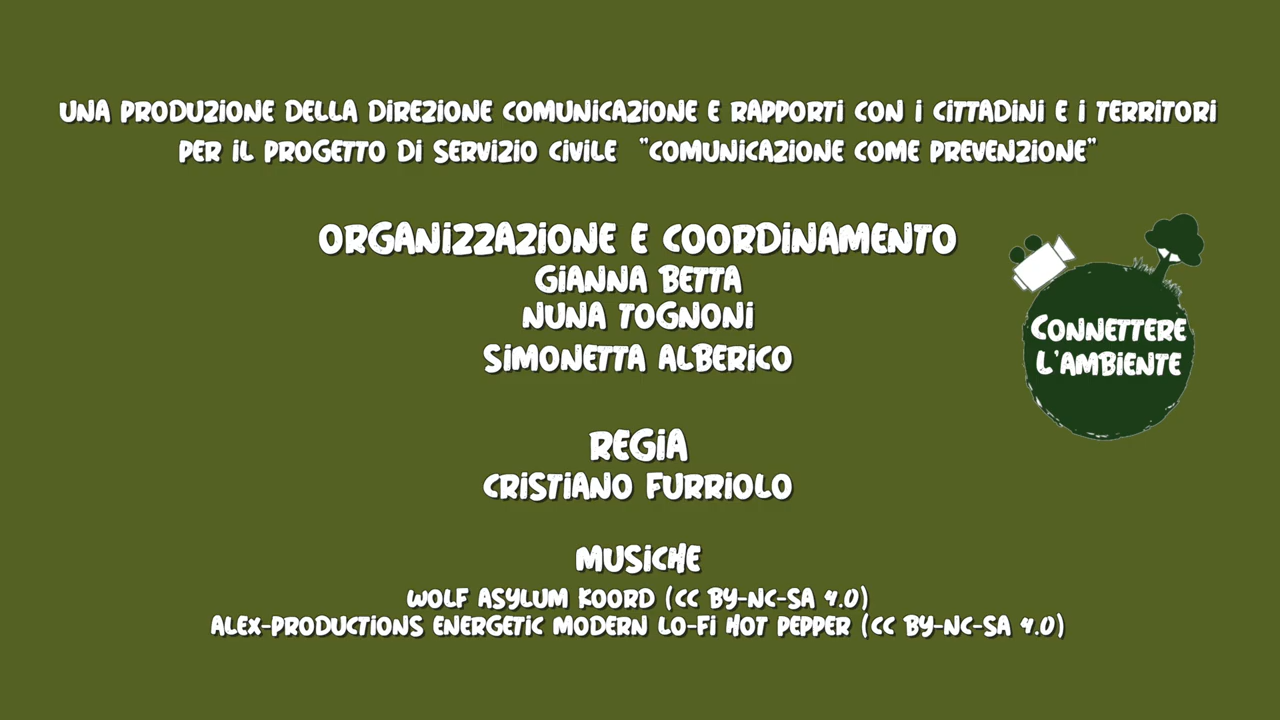 UNA PRODUZIONE DELLA DIREZIONE COMUNICAZIONE E RAPPORTI CON I CITTADINI E I TERRITORI
PER IL PROGETTO DI SERVIZIO CIVILE "COMUNICAZIONE COME PREVENZIONE"
ORGANIZZAZIONE E COORDINAMENTO
GIANNA BETTA
NUNA TOGNONI
SIMONETTA ALBERICO
CONNETTERE
L'AMBIENTE
REGIA
CRISTIANO FURRIOLO
MUSICHE
WOLF ASYLUM KOORD (CC BY-NC-SA 4.0)
ALEX-PRODUCTIONS ENERGETIC MODERN LO-FI HOT PEPPER (CC BY-NC-SA 4.0)